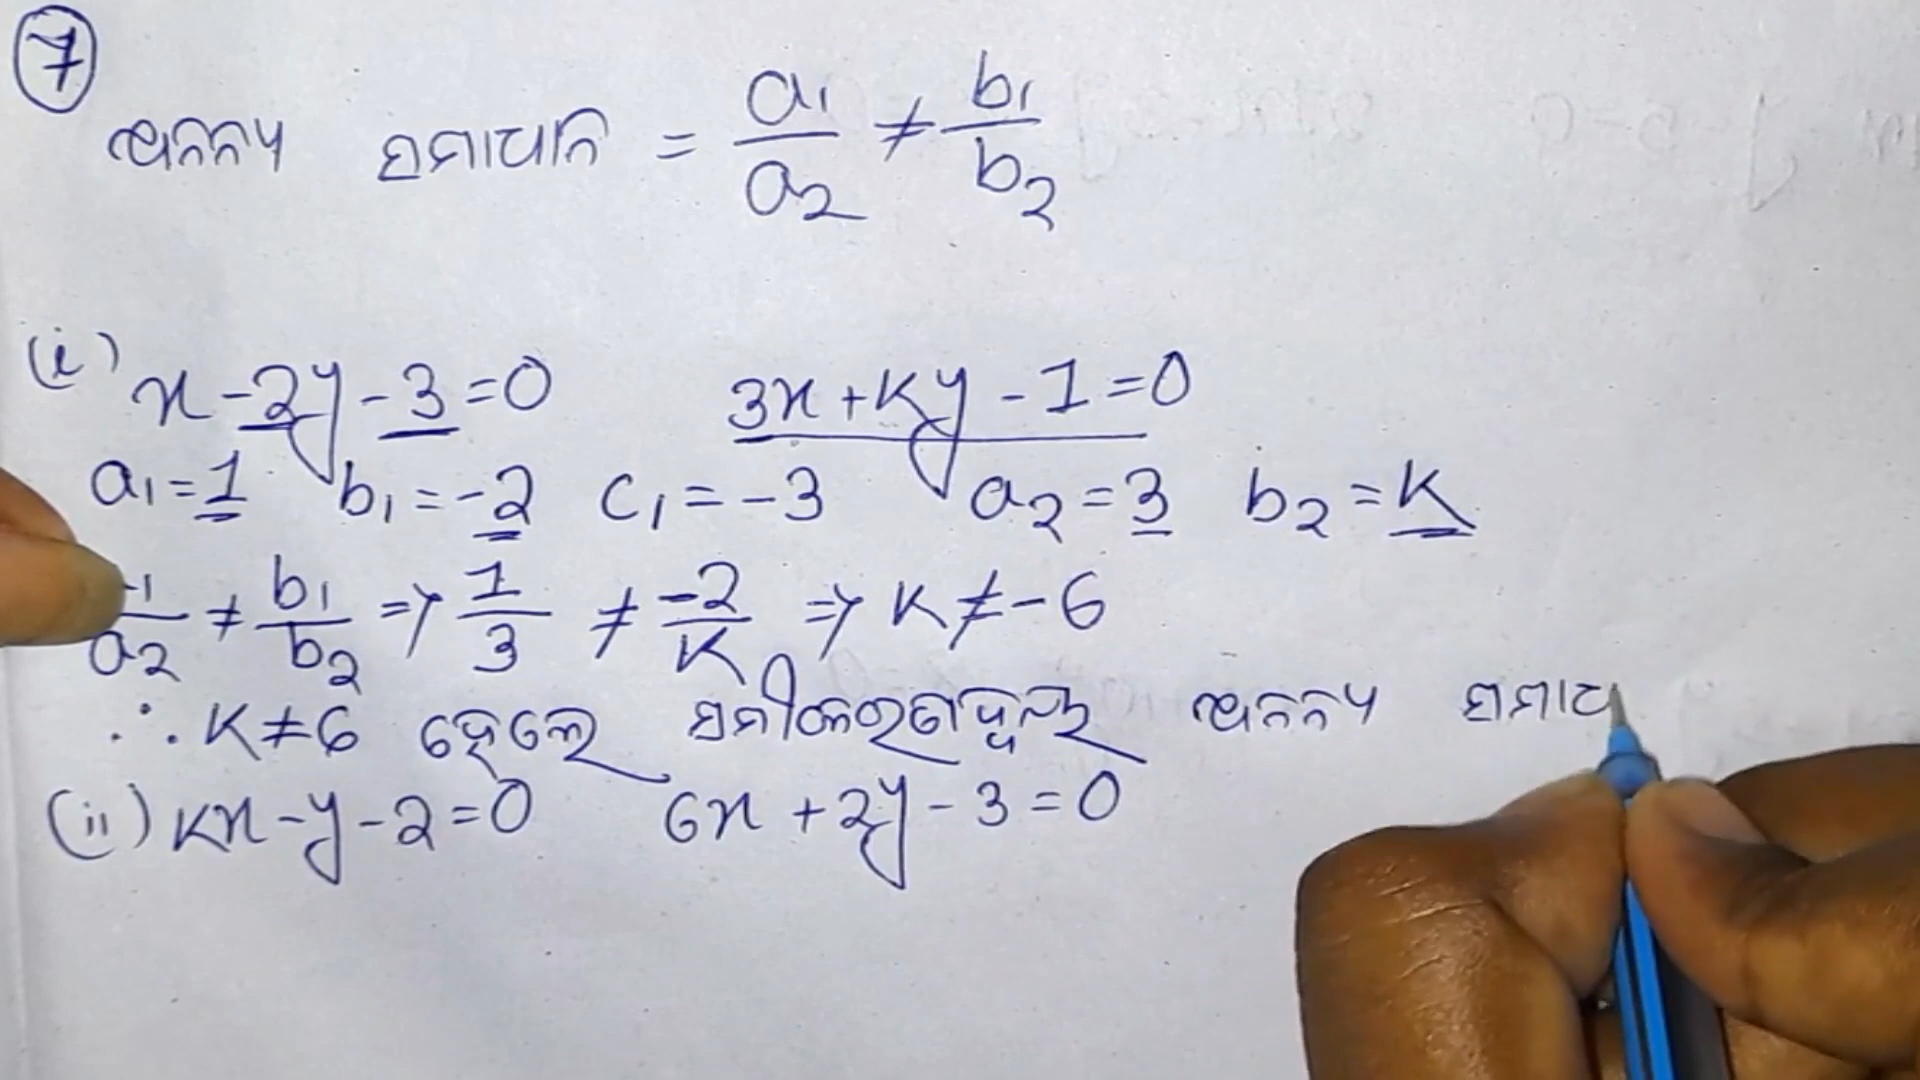 7
ଅନନ୍ୟ ସମାଧାନ = a1/a2 ≠ b1/b2
(i) x - 2y - 3 = 0 3x + ky - 1 = 0
a1 = 1 b1 = -2 c1 = -3 a2 = 3 b2 = k
1/a2 ≠ b1/b2 ⇒ 1/3 ≠ -2/k ⇒ k ≠ -6
∴ k ≠ 6 ହେଲେ ସମୀକରଣଦ୍ୱୟ ଅନନ୍ୟ ସମାଧ
(ii) kx - y - 2 = 0 6x + 2y - 3 = 0